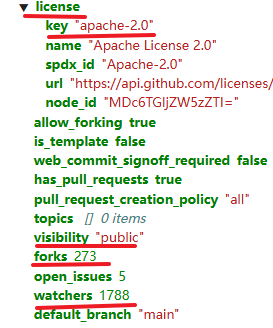 license
key "apache-2.0"
name "Apache License 2.0"
spdx_id "Apache-2.0"
url "https://api.github.com/licenses/
node_id "MDc6TGljZW5zZTI="
allow_forking true
is_template false
web_commit_signoff_required false
has_pull_requests true
pull_request_creation_policy "all"
topics [] 0 items
visibility "public"
forks 273
open_issues 5
watchers 1788
default_branch "main"